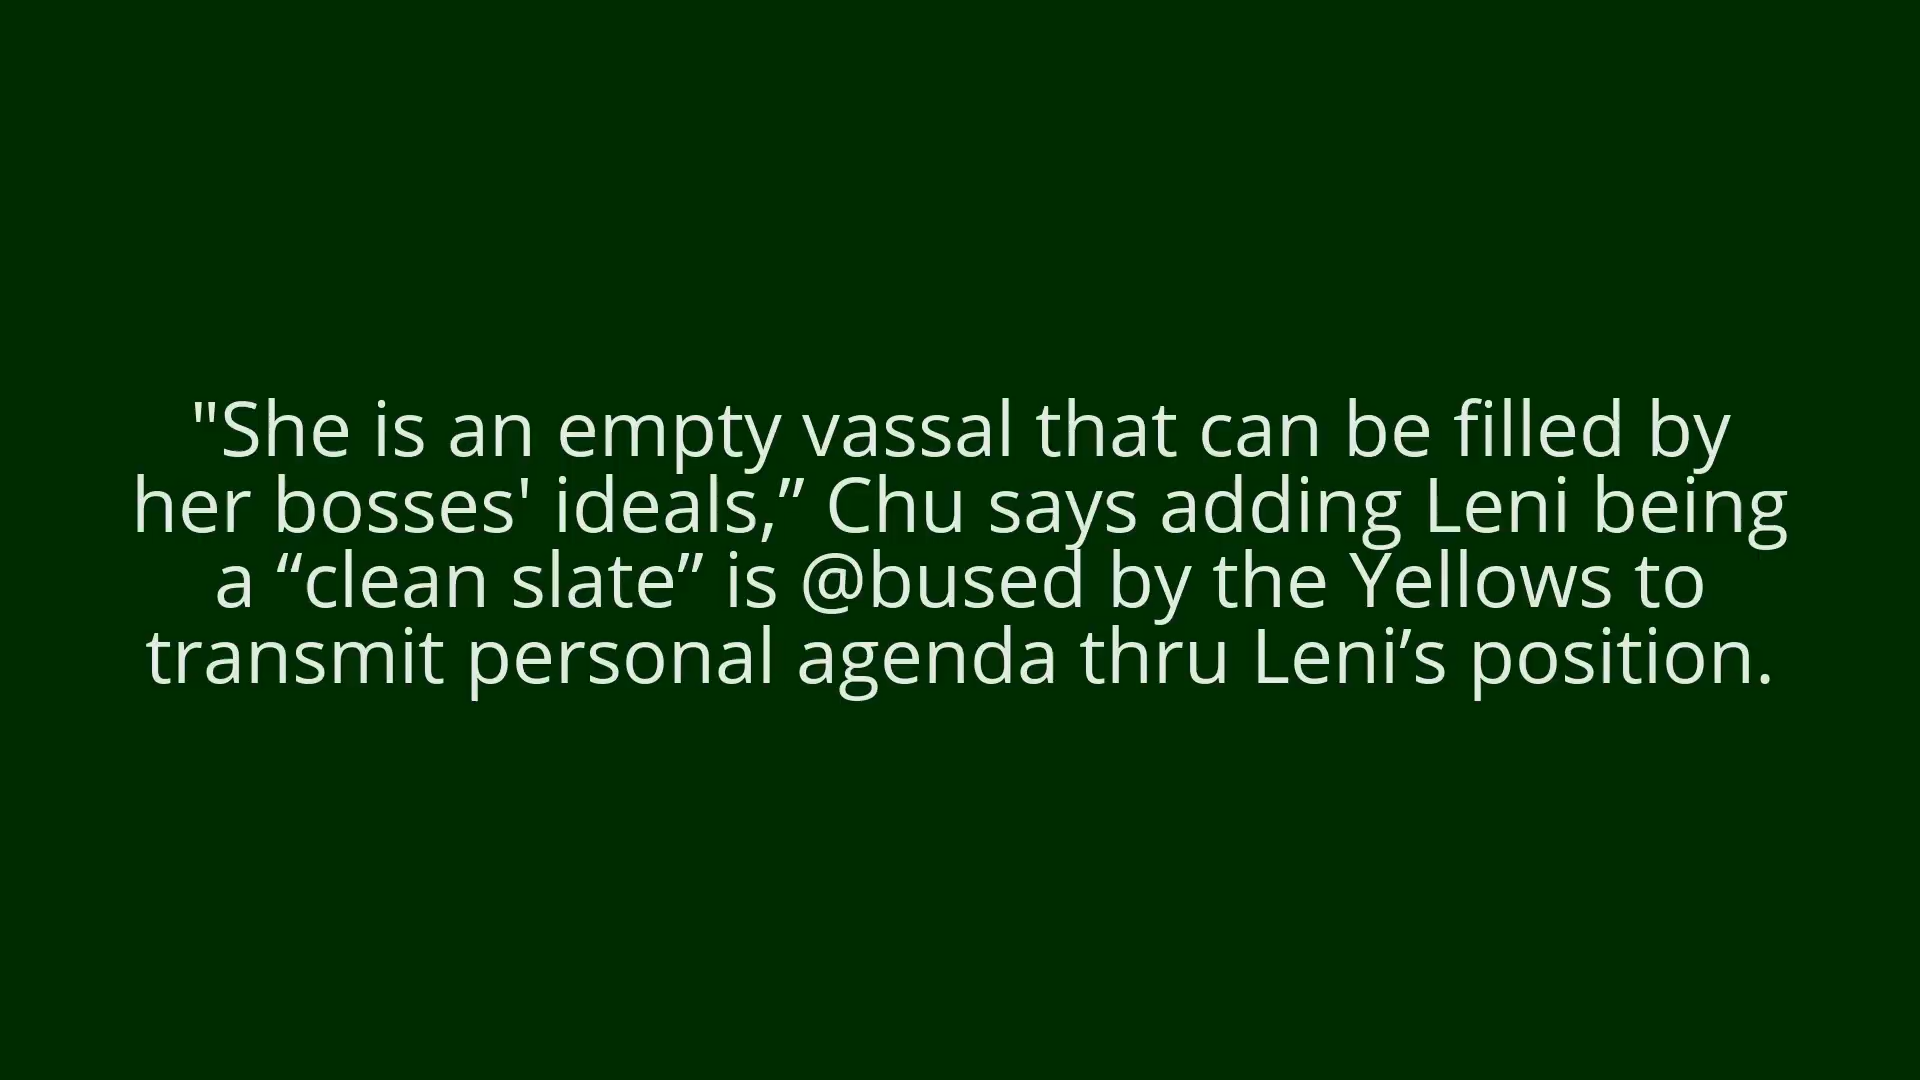 "She is an empty vassal that can be filled by
her bosses' ideals,” Chu says adding Leni being
a “clean slate” is @bused by the Yellows to
transmit personal agenda thru Leni’s position.